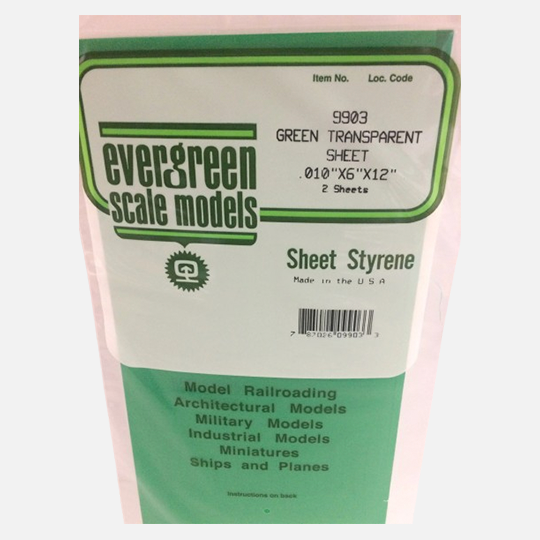 Item No. Loc. Code
9903
GREEN TRANSPARENT
SHEET
.010"X6"X12"
2 Sheets
evergreen
scale models
Sheet Styrene
Made in the U S A
Model Railroading
Architectural Models
Military Models
Industrial Models
Miniatures
Ships and Planes
Instructions on back